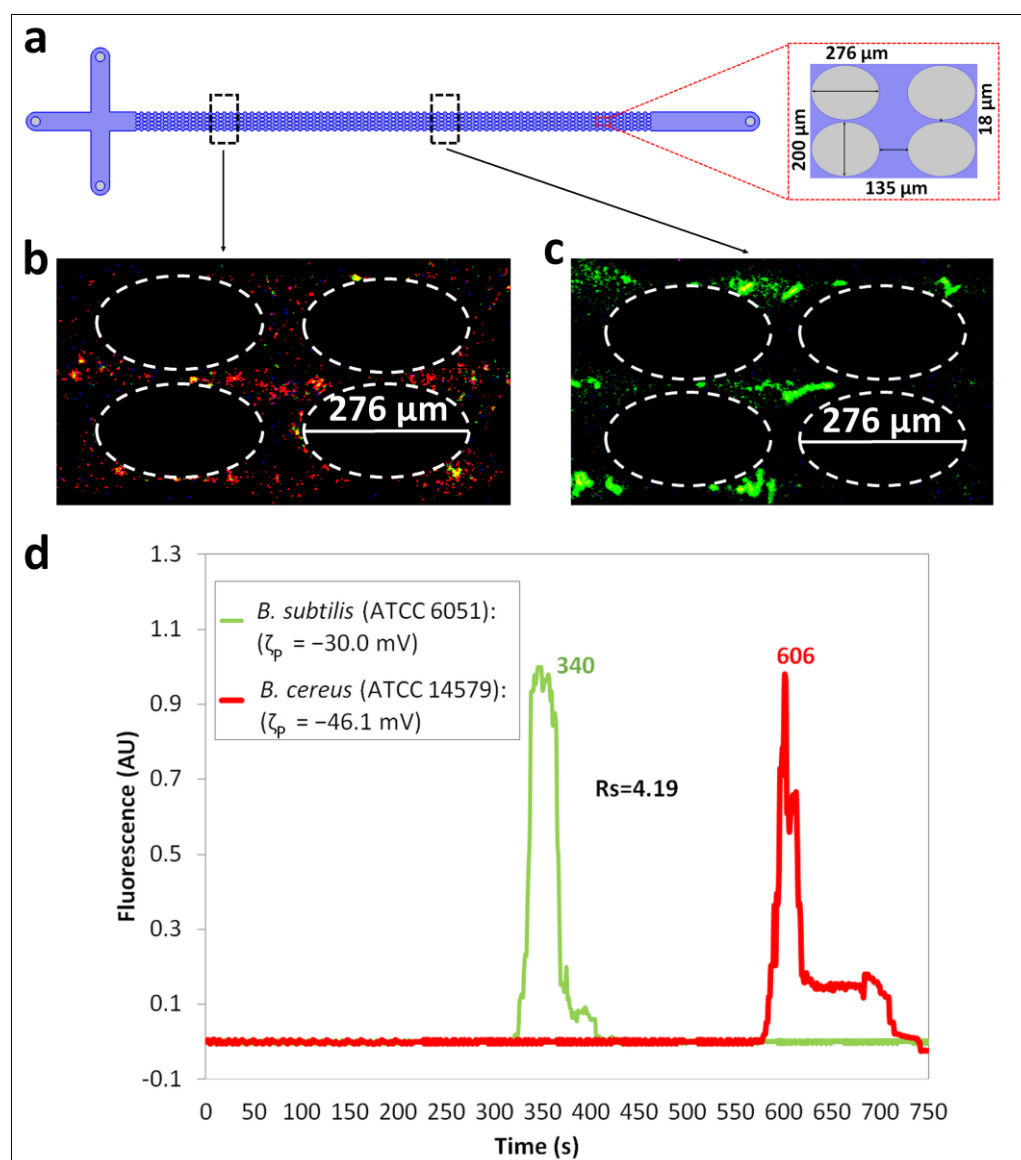 a
276 µm
200 µm
18 µm
135 µm
b
c
276 µm
276 µm
d
Fluorescence (AU)
1.3
1.1
0.9
0.7
0.5
0.3
0.1
-0.1
B. subtilis (ATCC 6051):
(ζP = −30.0 mV)
B. cereus (ATCC 14579):
(ζP = −46.1 mV)
340
606
Rs=4.19
0 50 100 150 200 250 300 350 400 450 500 550 600 650 700 750
Time (s)